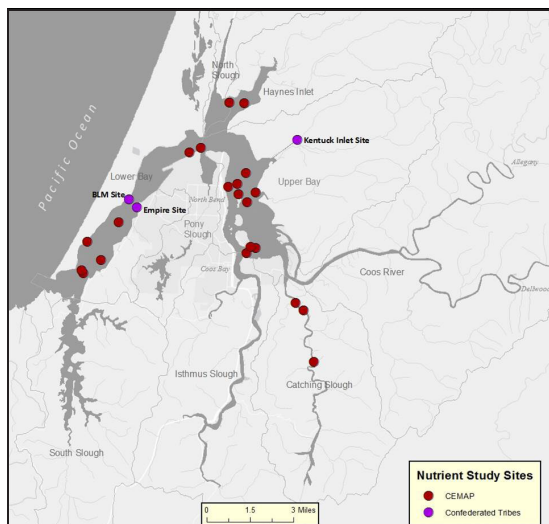 North
Slough
Haynes Inlet
Pacific Ocean
Kentuck Inlet Site
Allegany
Lower Bay
Upper Bay
BLM Site
North Bend
Empire Site
Pony
Slough
Coos Bay
Coos River
Dellwood
Isthmus Slough
Catching Slough
South Slough
Nutrient Study Sites
CEMAP
Confederated Tribes
0 1.5 3 Miles